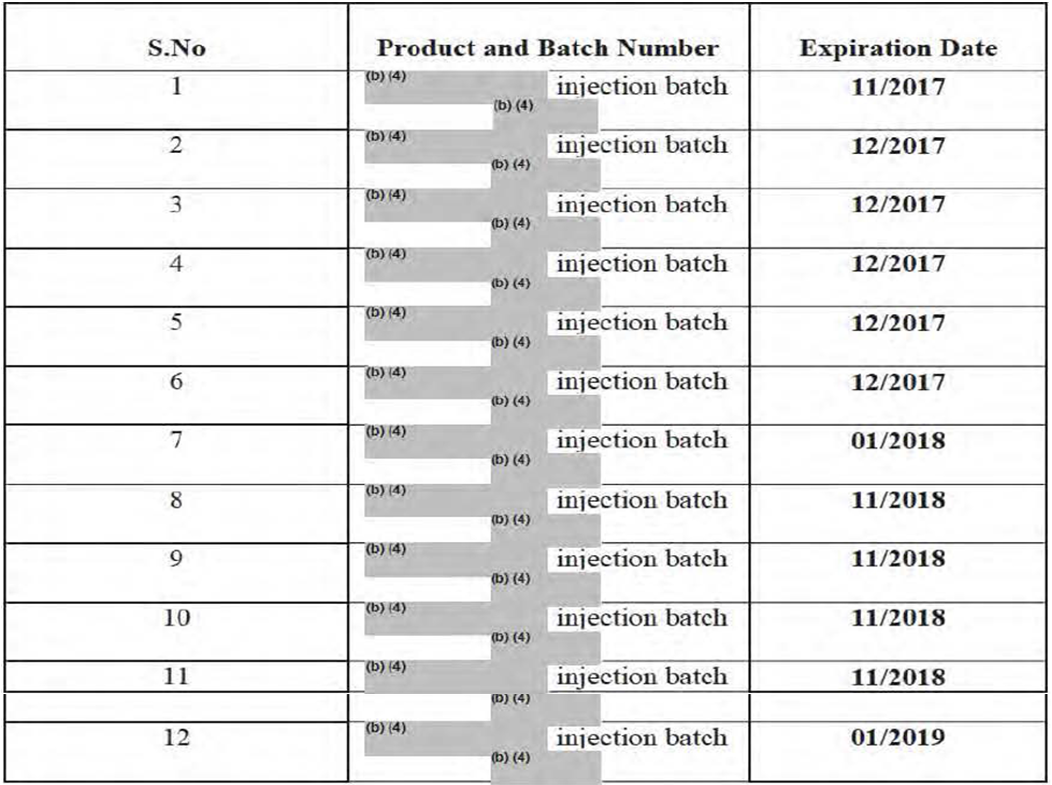 S.No Product and Batch Number Expiration Date
1 (b) (4) injection batch 11/2017
(b) (4)
2 (b) (4) injection batch 12/2017
(b) (4)
3 (b) (4) injection batch 12/2017
(b) (4)
4 (b) (4) injection batch 12/2017
(b) (4)
5 (b) (4) injection batch 12/2017
(b) (4)
6 (b) (4) injection batch 12/2017
(b) (4)
7 (b) (4) injection batch 01/2018
(b) (4)
8 (b) (4) injection batch 11/2018
(b) (4)
9 (b) (4) injection batch 11/2018
(b) (4)
10 (b) (4) injection batch 11/2018
(b) (4)
11 (b) (4) injection batch 11/2018
(b) (4)
12 (b) (4) injection batch 01/2019
(b) (4)